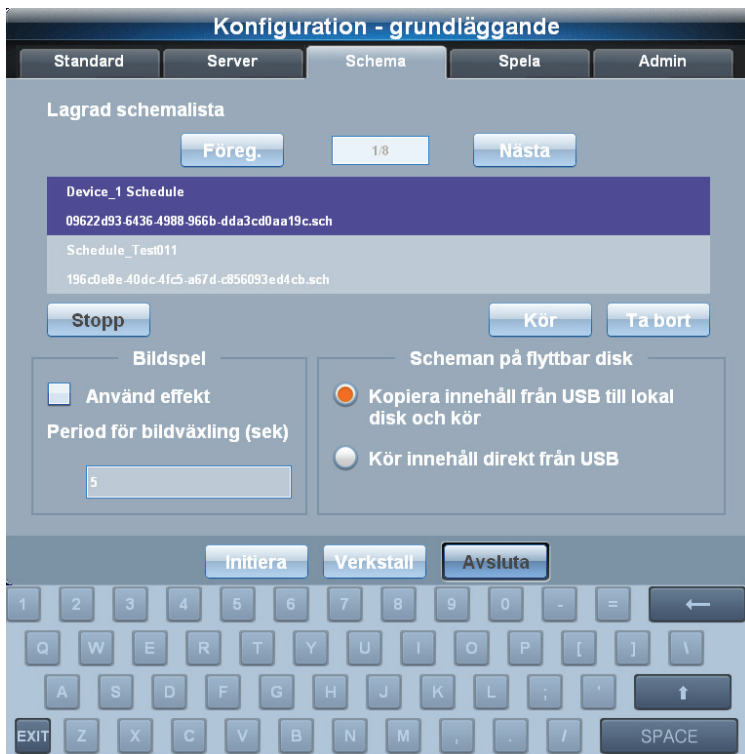 Konfiguration - grundläggande
Standard Server Schema Spela Admin
Lagrad schemalista
Föreg. 1/8 Nästa
Device_1 Schedule
09622d93-6436-4988-966b-dda3cd0aa19c.sch
Schedule_Test011
196c0e8e-40dc-4fc5-a67d-c856093ed4cb.sch
Stopp Kör Ta bort
Bildspel Scheman på flyttbar disk
Använd effekt
Kopiera innehåll från USB till lokal
disk och kör
Period för bildväxling (sek)
Kör innehåll direkt från USB
5
Initiera Verkstall Avsluta
1 2 3 4 5 6 7 8 9 0 - = ←
Q W E R T Y U I O P [ ] \
A S D F G H J K L ; ' ↑
EXIT Z X C V B N M , . / SPACE